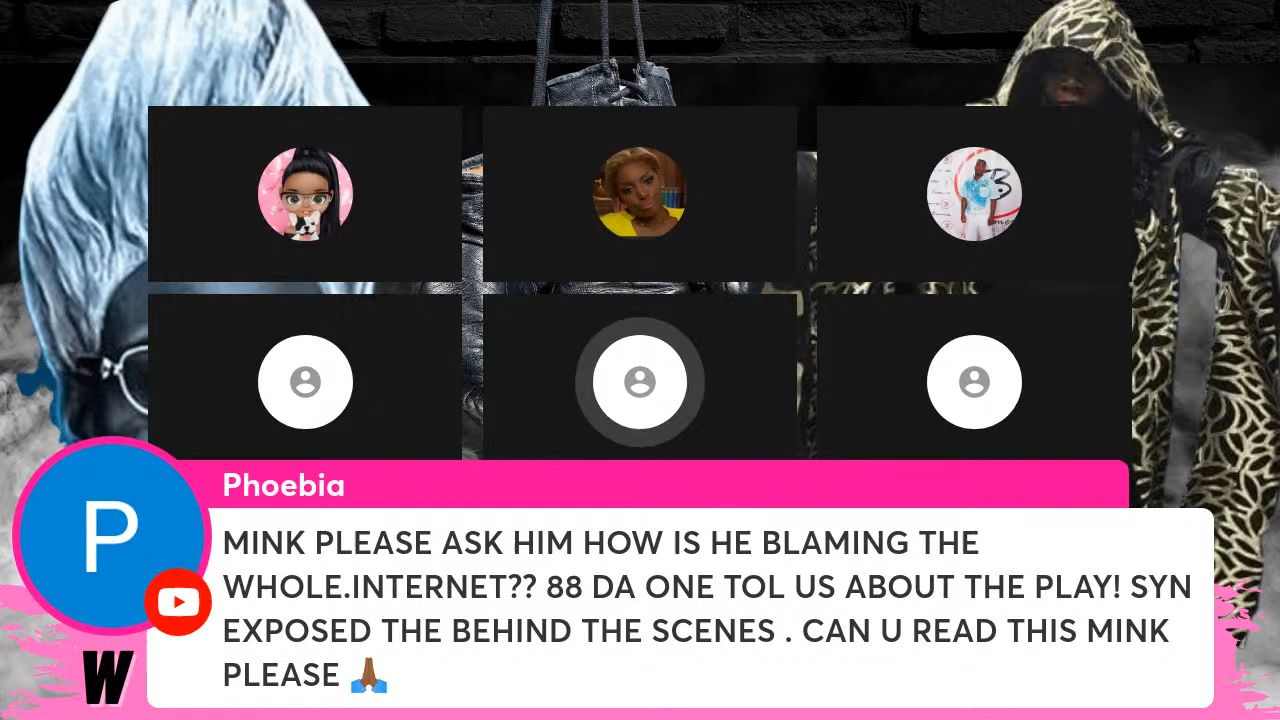 Phoebia
P
MINK PLEASE ASK HIM HOW IS HE BLAMING THE
WHOLE.INTERNET?? 88 DA ONE TOL US ABOUT THE PLAY! SYN
EXPOSED THE BEHIND THE SCENES . CAN U READ THIS MINK
PLEASE 🙏🏾
W